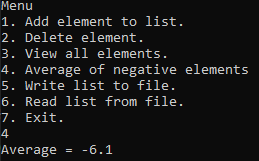 Menu
1. Add element to list.
2. Delete element.
3. View all elements.
4. Average of negative elements
5. Write list to file.
6. Read list from file.
7. Exit.
4
Average = -6.1